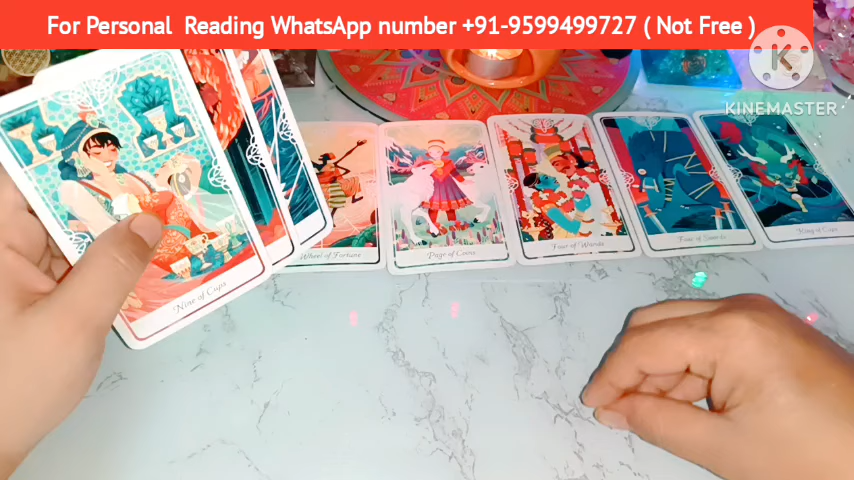 For Personal Reading WhatsApp number +91-9599499727 ( Not Free )
K
KINEMASTER
Nine of Cups
Wheel of Fortune
Page of Coins
Four of Wands
Four of Swords
King of Cups